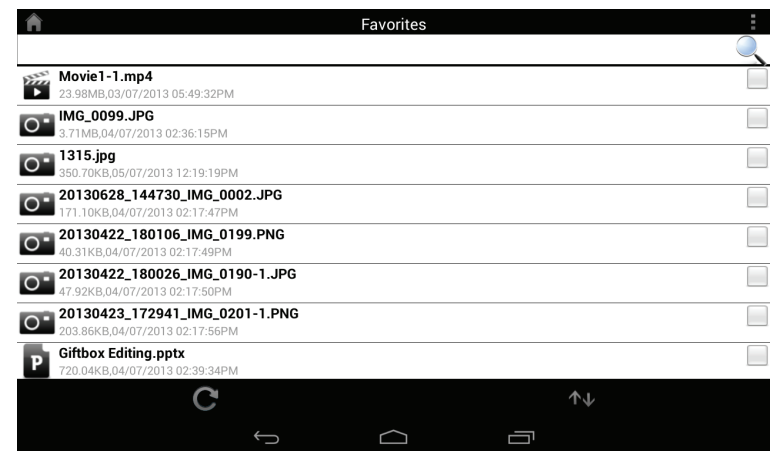 Favorites
Movie1-1.mp4
23.98MB,03/07/2013 05:49:32PM
IMG_0099.JPG
3.71MB,04/07/2013 02:36:15PM
1315.jpg
350.70KB,05/07/2013 12:19:19PM
20130628_144730_IMG_0002.JPG
171.10KB,04/07/2013 02:17:47PM
20130422_180106_IMG_0199.PNG
40.31KB,04/07/2013 02:17:49PM
20130422_180026_IMG_0190-1.JPG
47.92KB,04/07/2013 02:17:50PM
20130423_172941_IMG_0201-1.PNG
203.86KB,04/07/2013 02:17:56PM
P
Giftbox Editing.pptx
720.04KB,04/07/2013 02:39:34PM